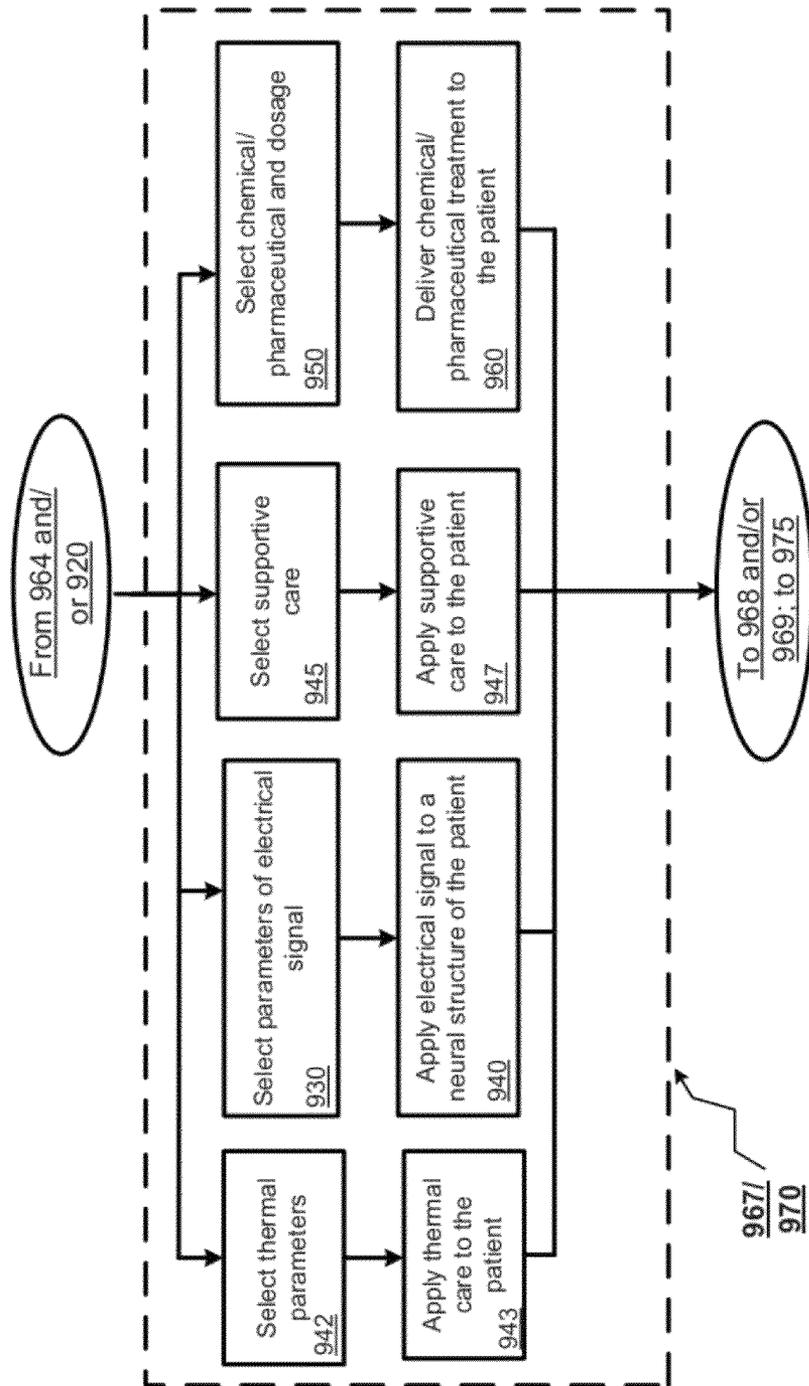 From 964 and/
or 920
Select thermal
parameters
942
Select parameters of electrical
signal
930
Select supportive
care
945
Select chemical/
pharmaceutical and dosage
950
Apply thermal
care to the
patient
943
Apply electrical signal to a
neural structure of the patient
940
Apply supportive
care to the patient
947
Deliver chemical/
pharmaceutical treatment to
the patient
960
To 968 and/or
969; to 975
967/
970